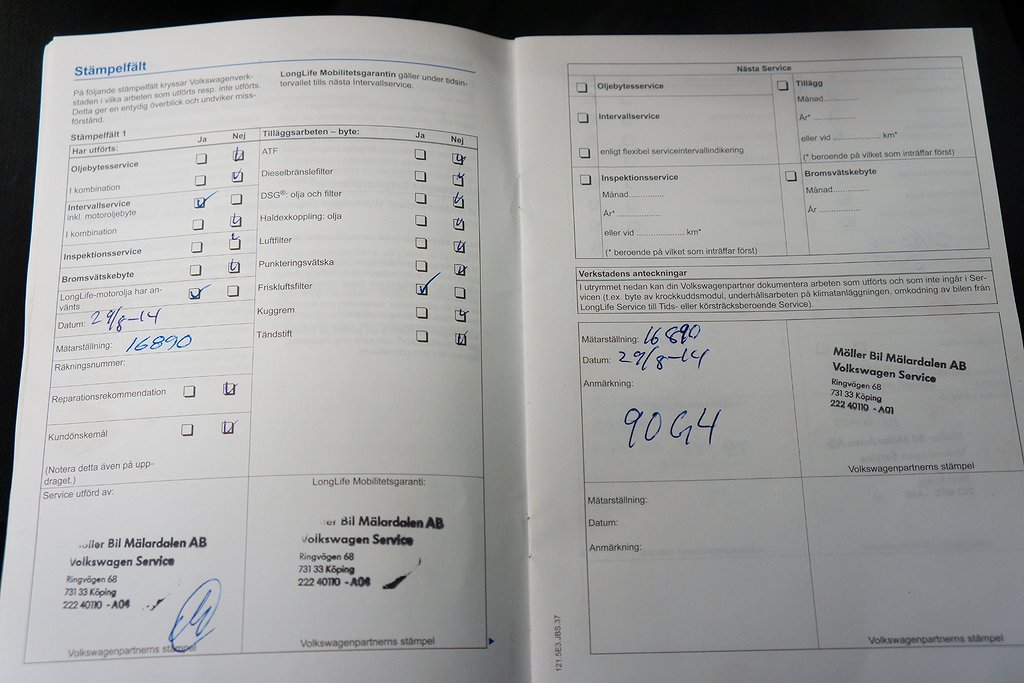 Stämpelfält
På följande stämpelfält kryssar Volkswagenverk-
staden i vilka arbeten som utförts resp. inte utförts.
Detta ger en entydig överblick och undviker miss-
förstånd.
LongLife Mobilitetsgarantin gäller under tidsin-
tervallet tills nästa Intervallservice.
Stämpelfält 1
Har utförts: Ja Nej
Oljebytesservice
I kombination
Intervallservice
inkl. motoroljebyte
I kombination
Inspektionsservice
Bromsvätskebyte
LongLife-motorolja har an-
vänts
Datum: 29/8-14
Mätarställning: 16890
Räkningsnummer:
Reparationsrekommendation
Kundönskemål
(Notera detta även på upp-
draget.)
Tilläggsarbeten – byte: Ja Nej
ATF
Dieselbränslefilter
DSG®: olja och filter
Haldexkoppling: olja
Luftfilter
Punkteringsvätska
Friskluftsfilter
Kuggrem
Tändstift
Service utförd av:
Möller Bil Mälardalen AB
Volkswagen Service
Ringvägen 68
731 33 Köping
222 40110 - A04
Volkswagenpartnerns stämpel
LongLife Mobilitetsgaranti:
ller Bil Mälardalen AB
Volkswagen Service
Ringvägen 68
731 33 Köping
222 40110 - A04
Volkswagenpartnerns stämpel
Nästa Service
Oljebytesservice
Intervallservice
enligt flexibel serviceintervallindikering
Tillägg
Månad..............
År* ..................
eller vid .................... km*
(* beroende på vilket som inträffar först)
Inspektionsservice
Månad..............
År* .................
eller vid .................... km*
(* beroende på vilket som inträffar först)
Bromsvätskebyte
Månad..............
År .................
Verkstadens anteckningar
I utrymmet nedan kan din Volkswagenpartner dokumentera arbeten som utförts och som inte ingår i Ser-
vicen (t.ex. byte av krockkuddsmodul, underhållsarbeten på klimatanläggningen, omkodning av bilen från
LongLife Service till Tids- eller körsträcksberoende Service).
Mätarställning: 16890
Datum: 29/8-14
Anmärkning:
90G4
Möller Bil Mälardalen AB
Volkswagen Service
Ringvägen 68
731 33 Köping
222 40110 - A01
Volkswagenpartnerns stämpel
Mätarställning:
Datum:
Anmärkning:
Volkswagenpartnerns stämpel
121.5E3.JBS.37